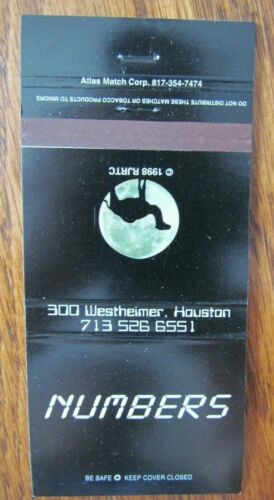 Atlas Match Corp. 817-354-7474
DO NOT DISTRIBUTE THESE MATCHES OR TOBACCO PRODUCTS TO MINORS
© 1998 RJRTC
300 Westheimer, Houston
713 526 6551
NUMBERS
BE SAFE ✪ KEEP COVER CLOSED